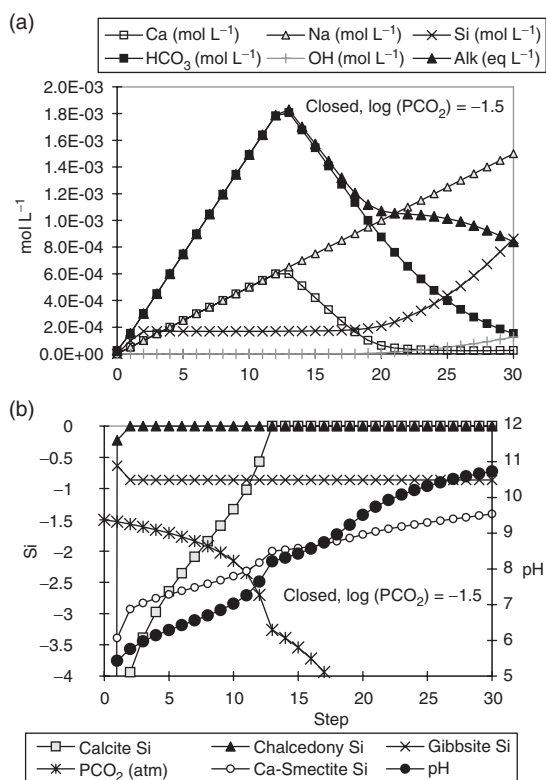 (a)
Ca (mol L⁻¹) Na (mol L⁻¹) Si (mol L⁻¹)
HCO₃ (mol L⁻¹) OH (mol L⁻¹) Alk (eq L⁻¹)
2.0E-03
1.8E-03
1.6E-03
1.4E-03
1.2E-03
1.0E-03
8.0E-04
6.0E-04
4.0E-04
2.0E-04
0.0E+00
mol L⁻¹
Closed, log (PCO₂) = −1.5
0 5 10 15 20 25 30
(b)
0
−0.5
−1
−1.5
−2
−2.5
−3
−3.5
−4
Si
12
11
10
9
8
7
6
5
pH
Closed, log (PCO₂) = −1.5
0 5 10 15 20 25 30
Step
Calcite Si Chalcedony Si Gibbsite Si
PCO₂ (atm) Ca-Smectite Si pH